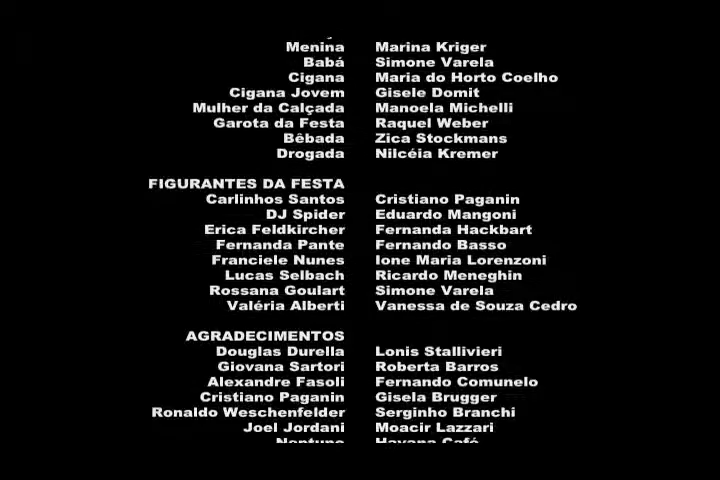 Menina Marina Kriger
Babá Simone Varela
Cigana Maria do Horto Coelho
Cigana Jovem Gisele Domit
Mulher da Calçada Manoela Michelli
Garota da Festa Raquel Weber
Bêbada Zica Stockmans
Drogada Nilcéia Kremer
FIGURANTES DA FESTA
Carlinhos Santos Cristiano Paganin
DJ Spider Eduardo Mangoni
Erica Feldkircher Fernanda Hackbart
Fernanda Pante Fernando Basso
Franciele Nunes Ione Maria Lorenzoni
Lucas Selbach Ricardo Meneghin
Rossana Goulart Simone Varela
Valéria Alberti Vanessa de Souza Cedro
AGRADECIMENTOS
Douglas Durella Lonis Stallivieri
Giovana Sartori Roberta Barros
Alexandre Fasoli Fernando Comunelo
Cristiano Paganin Gisela Brugger
Ronaldo Weschenfelder Serginho Branchi
Joel Jordani Moacir Lazzari
Neptuno Havana Café